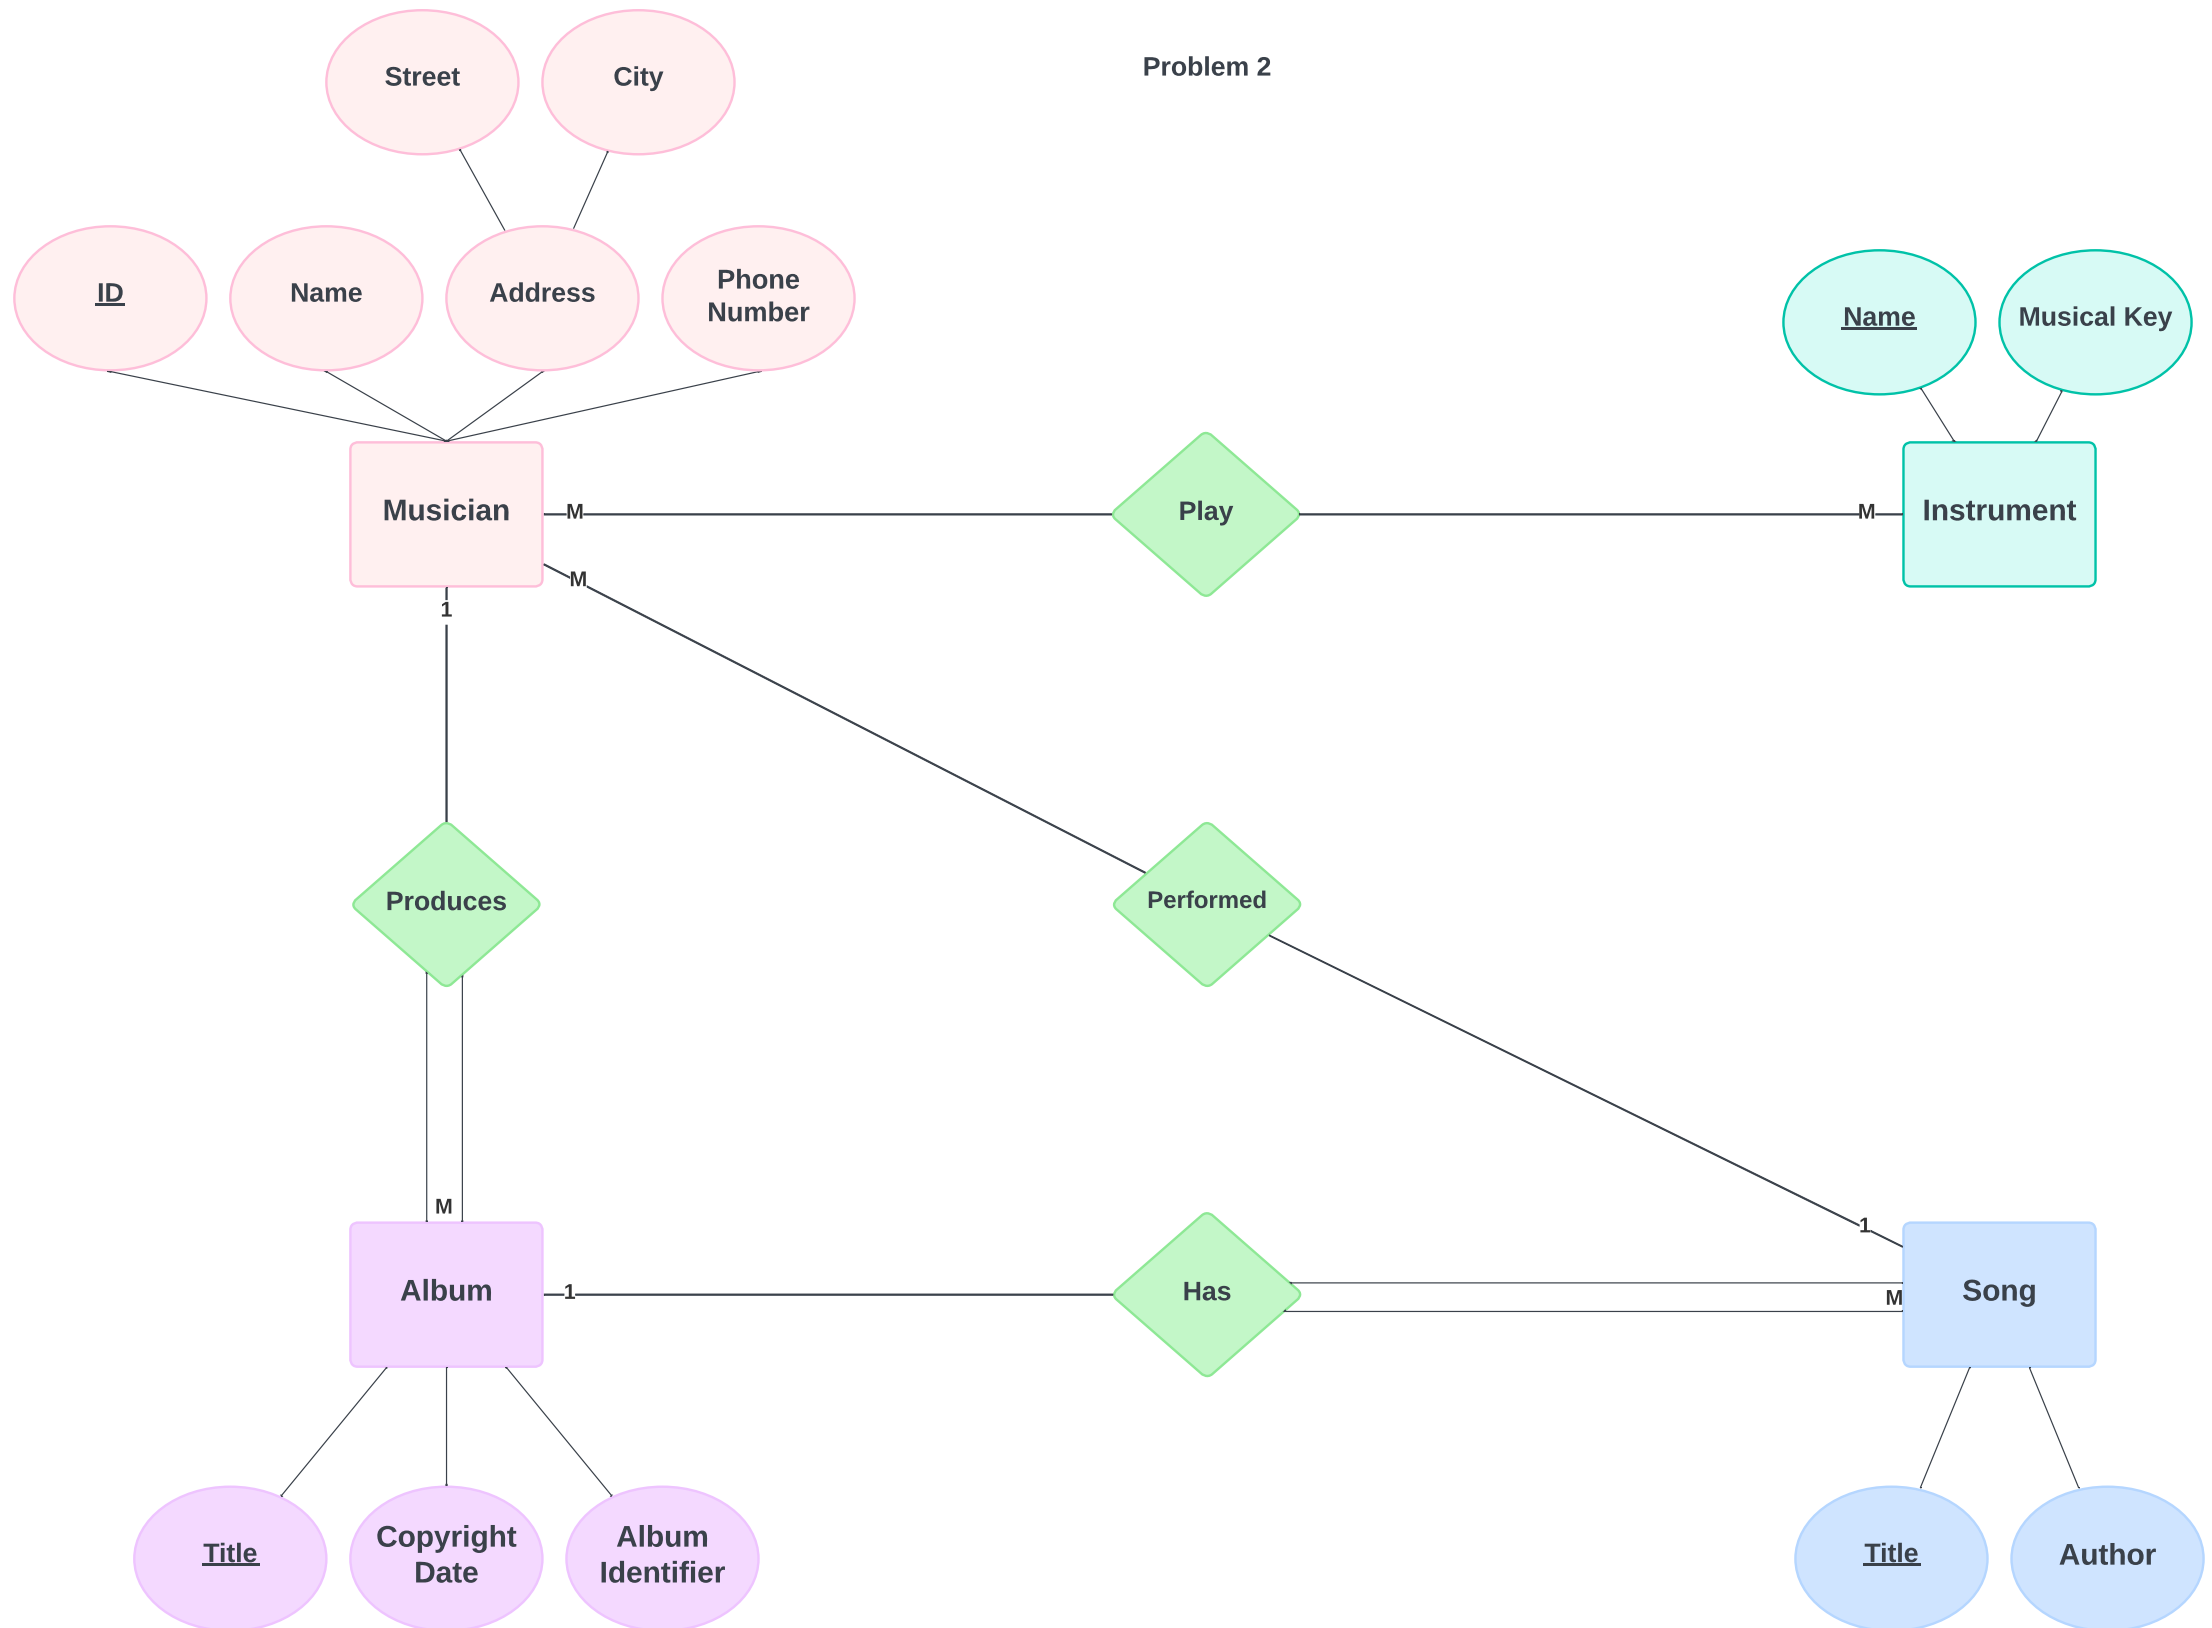 Problem 2
Street
City
ID
Name
Address
Phone
Number
Name
Musical Key
Musician
M
Play
M
Instrument
M
1
Produces
Performed
M
1
Album
1
Has
M
Song
Title
Copyright
Date
Album
Identifier
Title
Author